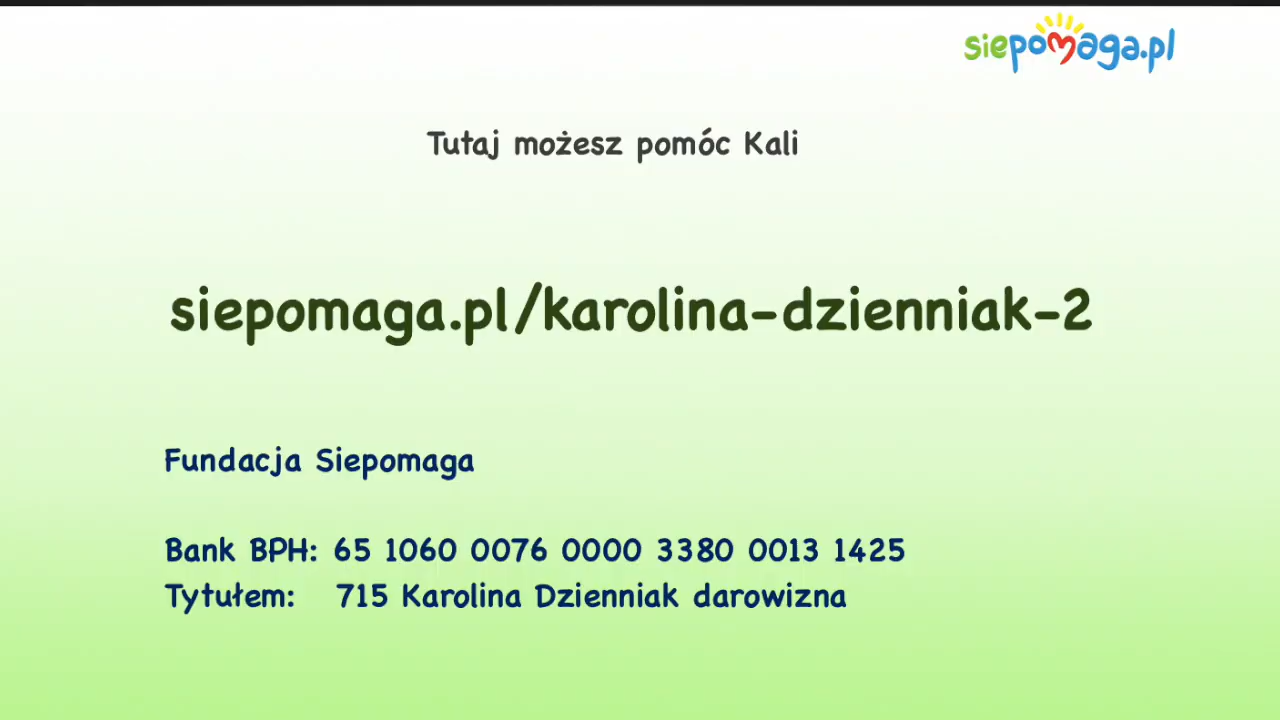 siepomaga.pl
Tutaj możesz pomóc Kali
siepomaga.pl/karolina-dzienniak-2
Fundacja Siepomaga
Bank BPH: 65 1060 0076 0000 3380 0013 1425
Tytułem: 715 Karolina Dzienniak darowizna